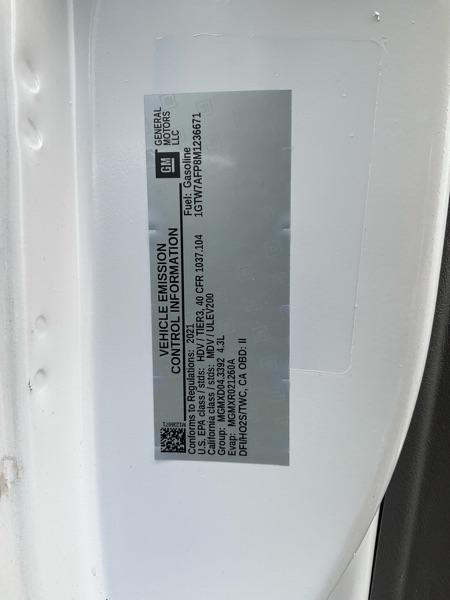 GM
GENERAL
MOTORS
LLC
VEHICLE EMISSION
CONTROL INFORMATION
M1236671
Conforms to Regulations: 2021
Fuel: Gasoline
U.S. EPA class / stds: HDV / TIER3, 40 CFR 1037.104
1GTW7AFP8M1236671
California class / stds: MDV / ULEV200
Group: MGMXD04.3392 4.3L
Evap: MGMXR021260A
DFI\HO2S/TWC, CA OBD: II